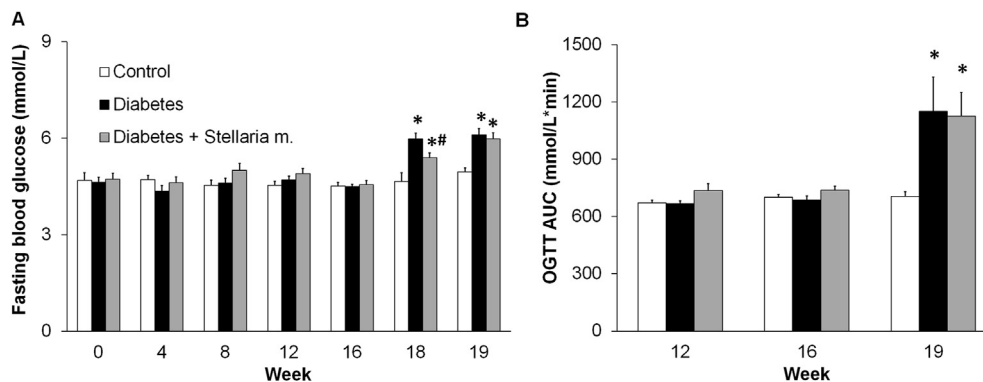 A
Fasting blood glucose (mmol/L)
9
6
3
0
Control
Diabetes
Diabetes + Stellaria m.
* *# * *
0 4 8 12 16 18 19
Week
B
OGTT AUC (mmol/L*min)
1500
1200
900
600
300
0
* *
12 16 19
Week